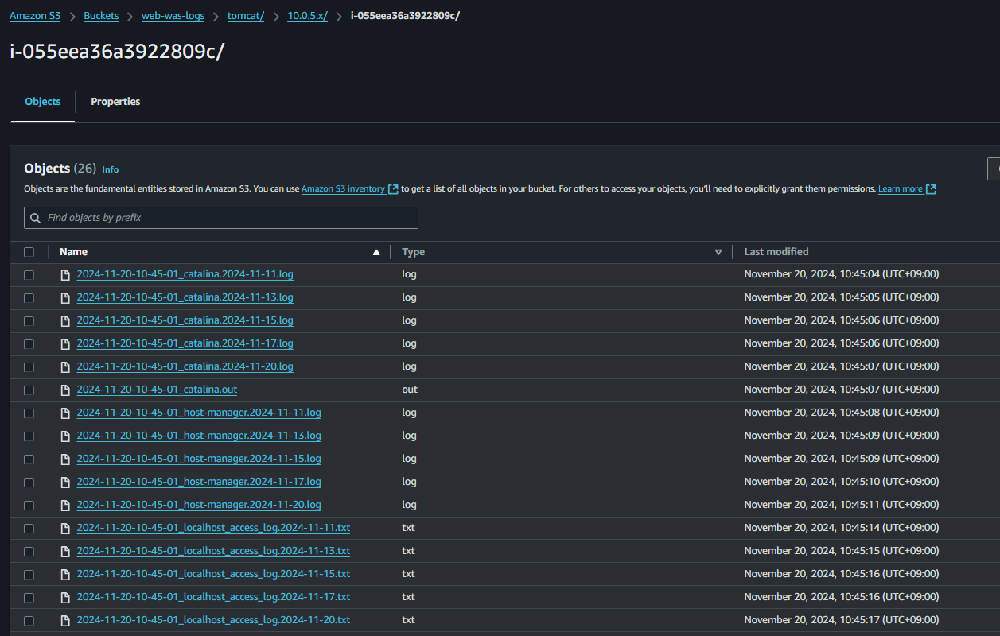 Amazon S3 > Buckets > web-was-logs > tomcat/ > 10.0.5.x/ > i-055eea36a3922809c/
i-055eea36a3922809c/
Objects Properties
Objects (26) Info
Objects are the fundamental entities stored in Amazon S3. You can use Amazon S3 inventory to get a list of all objects in your bucket. For others to access your objects, you'll need to explicitly grant them permissions. Learn more
Find objects by prefix
Name Type Last modified
2024-11-20-10-45-01_catalina.2024-11-11.log log November 20, 2024, 10:45:04 (UTC+09:00)
2024-11-20-10-45-01_catalina.2024-11-13.log log November 20, 2024, 10:45:05 (UTC+09:00)
2024-11-20-10-45-01_catalina.2024-11-15.log log November 20, 2024, 10:45:06 (UTC+09:00)
2024-11-20-10-45-01_catalina.2024-11-17.log log November 20, 2024, 10:45:06 (UTC+09:00)
2024-11-20-10-45-01_catalina.2024-11-20.log log November 20, 2024, 10:45:07 (UTC+09:00)
2024-11-20-10-45-01_catalina.out out November 20, 2024, 10:45:07 (UTC+09:00)
2024-11-20-10-45-01_host-manager.2024-11-11.log log November 20, 2024, 10:45:08 (UTC+09:00)
2024-11-20-10-45-01_host-manager.2024-11-13.log log November 20, 2024, 10:45:09 (UTC+09:00)
2024-11-20-10-45-01_host-manager.2024-11-15.log log November 20, 2024, 10:45:09 (UTC+09:00)
2024-11-20-10-45-01_host-manager.2024-11-17.log log November 20, 2024, 10:45:10 (UTC+09:00)
2024-11-20-10-45-01_host-manager.2024-11-20.log log November 20, 2024, 10:45:11 (UTC+09:00)
2024-11-20-10-45-01_localhost_access_log.2024-11-11.txt txt November 20, 2024, 10:45:14 (UTC+09:00)
2024-11-20-10-45-01_localhost_access_log.2024-11-13.txt txt November 20, 2024, 10:45:15 (UTC+09:00)
2024-11-20-10-45-01_localhost_access_log.2024-11-15.txt txt November 20, 2024, 10:45:16 (UTC+09:00)
2024-11-20-10-45-01_localhost_access_log.2024-11-17.txt txt November 20, 2024, 10:45:16 (UTC+09:00)
2024-11-20-10-45-01_localhost_access_log.2024-11-20.txt txt November 20, 2024, 10:45:17 (UTC+09:00)